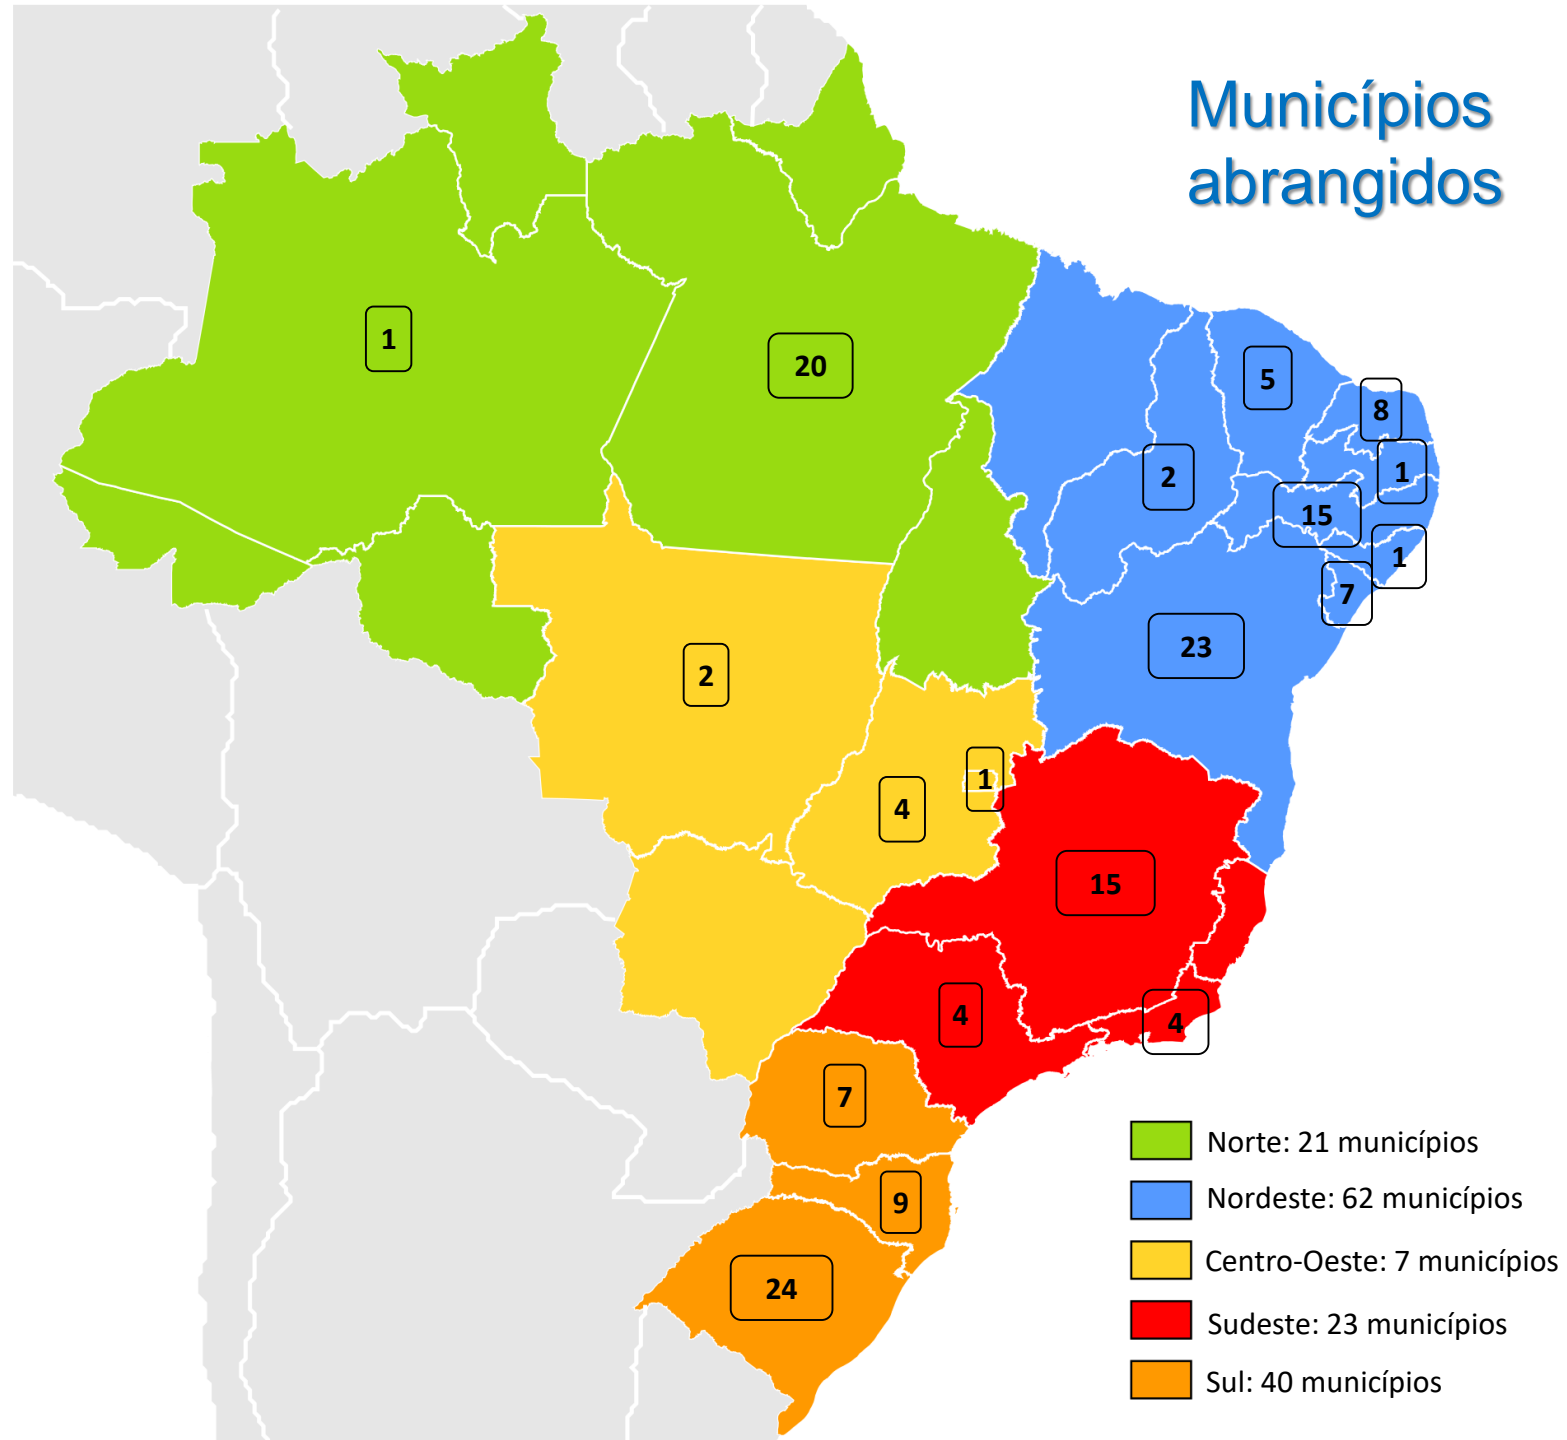 Municípios
abrangidos
1
20
5
8
2
1
15
1
7
23
2
1
4
15
4
4
7
9
24
Norte: 21 municípios
Nordeste: 62 municípios
Centro-Oeste: 7 municípios
Sudeste: 23 municípios
Sul: 40 municípios